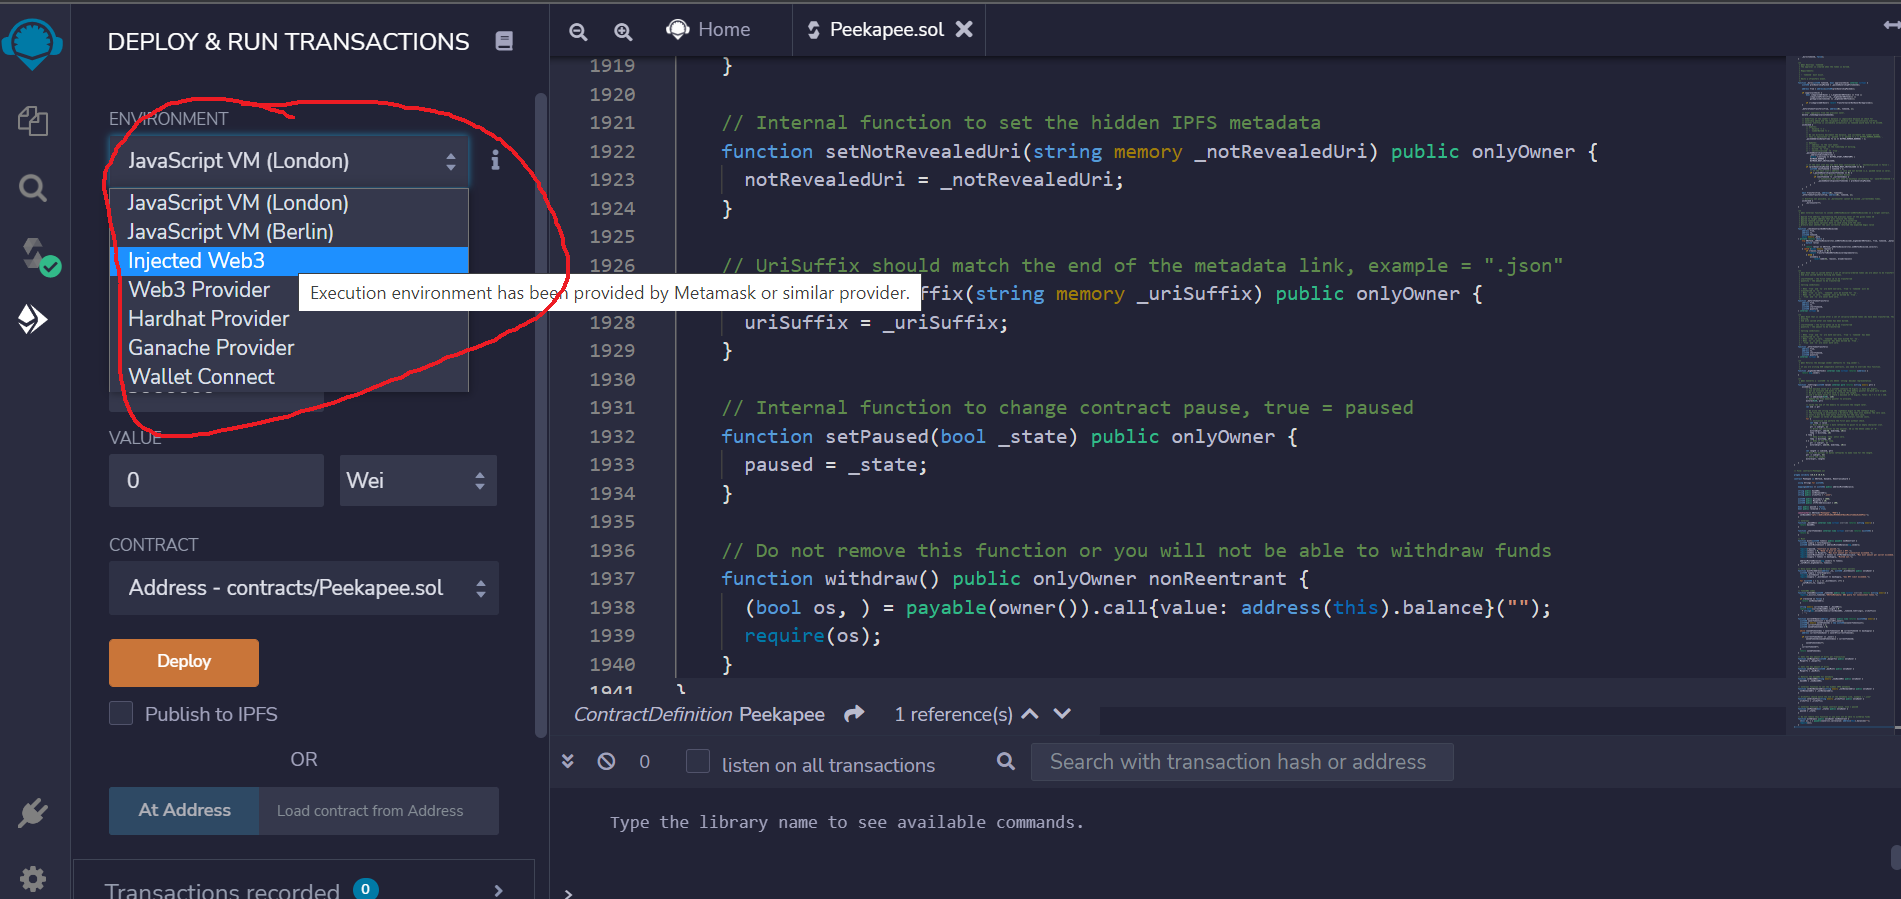 DEPLOY & RUN TRANSACTIONS
ENVIRONMENT
JavaScript VM (London)
JavaScript VM (London)
JavaScript VM (Berlin)
Injected Web3
Web3 Provider
Hardhat Provider
Ganache Provider
Wallet Connect
Execution environment has been provided by Metamask or similar provider.
VALUE
0
Wei
CONTRACT
Address - contracts/Peekapee.sol
Deploy
Publish to IPFS
OR
At Address
Load contract from Address
Transactions recorded 0
Home
Peekapee.sol
1919 }
1920
1921 // Internal function to set the hidden IPFS metadata
1922 function setNotRevealedUri(string memory _notRevealedUri) public onlyOwner {
1923 notRevealedUri = _notRevealedUri;
1924 }
1925
1926 // UriSuffix should match the end of the metadata link, example = ".json"
ffix(string memory _uriSuffix) public onlyOwner {
1928 uriSuffix = _uriSuffix;
1929 }
1930
1931 // Internal function to change contract pause, true = paused
1932 function setPaused(bool _state) public onlyOwner {
1933 paused = _state;
1934 }
1935
1936 // Do not remove this function or you will not be able to withdraw funds
1937 function withdraw() public onlyOwner nonReentrant {
1938 (bool os, ) = payable(owner()).call{value: address(this).balance}("");
1939 require(os);
1940 }
1941 }
ContractDefinition Peekapee 1 reference(s)
0
listen on all transactions
Search with transaction hash or address
Type the library name to see available commands.
>